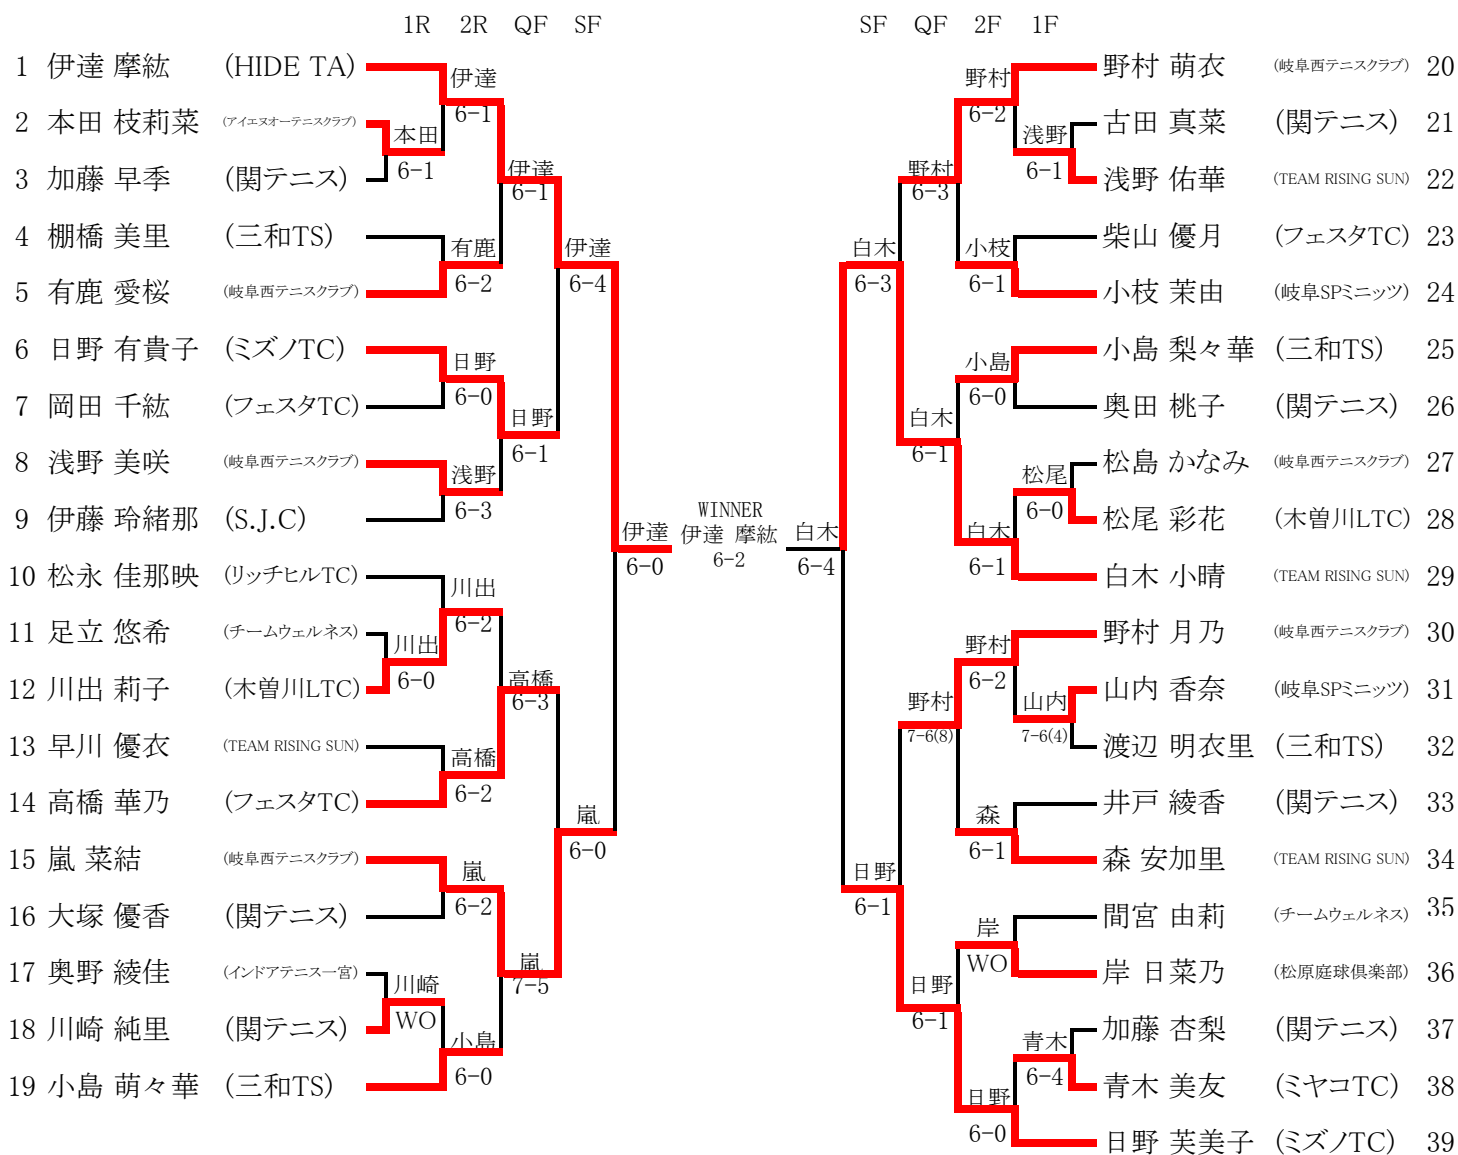 1R 2R QF SF
SF QF 2F 1F
1 伊達 摩紘 (HIDE TA)
2 本田 枝莉菜 (アイエヌオーテニスクラブ)
3 加藤 早季 (関テニス)
4 棚橋 美里 (三和TS)
5 有鹿 愛桜 (岐阜西テニスクラブ)
6 日野 有貴子 (ミズノTC)
7 岡田 千紘 (フェスタTC)
8 浅野 美咲 (岐阜西テニスクラブ)
9 伊藤 玲緒那 (S.J.C)
10 松永 佳那映 (リッチヒルTC)
11 足立 悠希 (チームウェルネス)
12 川出 莉子 (木曽川LTC)
13 早川 優衣 (TEAM RISING SUN)
14 高橋 華乃 (フェスタTC)
15 嵐 菜結 (岐阜西テニスクラブ)
16 大塚 優香 (関テニス)
17 奥野 綾佳 (インドアテニス一宮)
18 川崎 純里 (関テニス)
19 小島 萌々華 (三和TS)
本田
6-1
川出
6-0
川崎
WO
伊達
6-1
有鹿
6-2
日野
6-0
浅野
6-3
川出
6-2
高橋
6-2
嵐
6-2
小島
6-0
伊達
6-1
日野
6-1
高橋
6-3
嵐
7-5
伊達
6-4
嵐
6-0
伊達
6-0
WINNER
伊達 摩紘
6-2
白木
6-4
白木
6-3
日野
6-1
野村
6-3
白木
6-1
野村
7-6(8)
日野
6-1
野村
6-2
小枝
6-1
小島
6-0
白木
6-1
野村
6-2
森
6-1
岸
WO
日野
6-0
浅野
6-1
松尾
6-0
山内
7-6(4)
青木
6-4
野村 萌衣 (岐阜西テニスクラブ) 20
古田 真菜 (関テニス) 21
浅野 佑華 (TEAM RISING SUN) 22
柴山 優月 (フェスタTC) 23
小枝 茉由 (岐阜SPミニッツ) 24
小島 梨々華 (三和TS) 25
奥田 桃子 (関テニス) 26
松島 かなみ (岐阜西テニスクラブ) 27
松尾 彩花 (木曽川LTC) 28
白木 小晴 (TEAM RISING SUN) 29
野村 月乃 (岐阜西テニスクラブ) 30
山内 香奈 (岐阜SPミニッツ) 31
渡辺 明衣里 (三和TS) 32
井戸 綾香 (関テニス) 33
森 安加里 (TEAM RISING SUN) 34
間宮 由莉 (チームウェルネス) 35
岸 日菜乃 (松原庭球倶楽部) 36
加藤 杏梨 (関テニス) 37
青木 美友 (ミヤコTC) 38
日野 芙美子 (ミズノTC) 39